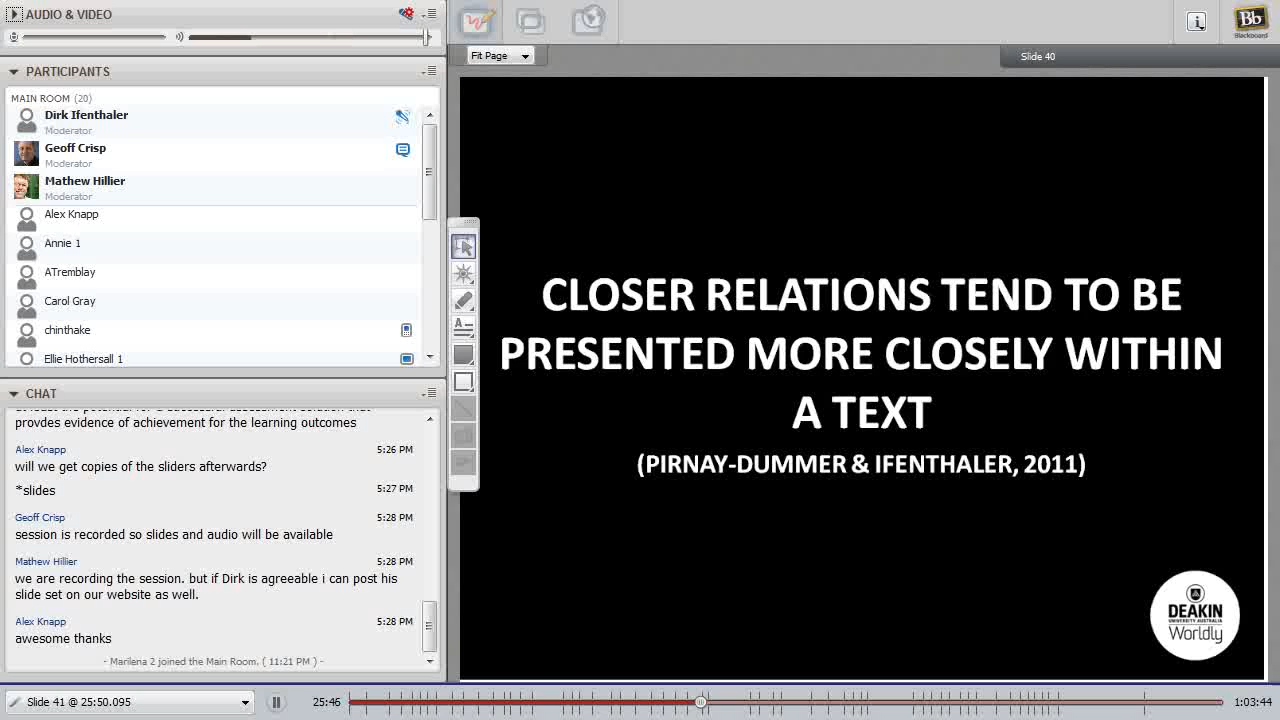 AUDIO & VIDEO
Fit Page
Slide 40
Bb
Blackboard
PARTICIPANTS
MAIN ROOM (20)
Dirk Ifenthaler
Moderator
Geoff Crisp
Moderator
Mathew Hillier
Moderator
Alex Knapp
Annie 1
ATremblay
Carol Gray
chinthake
Ellie Hothersall 1
CHAT
provdes evidence of achievement for the learning outcomes
Alex Knapp 5:26 PM
will we get copies of the sliders afterwards?
*slides 5:27 PM
Geoff Crisp 5:28 PM
session is recorded so slides and audio will be available
Mathew Hillier 5:28 PM
we are recording the session. but if Dirk is agreeable i can post his
slide set on our website as well.
Alex Knapp 5:28 PM
awesome thanks
- Marilena 2 joined the Main Room. ( 11:21 PM ) -
CLOSER RELATIONS TEND TO BE
PRESENTED MORE CLOSELY WITHIN
A TEXT
(PIRNAY-DUMMER & IFENTHALER, 2011)
DEAKIN
UNIVERSITY AUSTRALIA
Worldly
Slide 41 @ 25:50.095
25:46
1:03:44